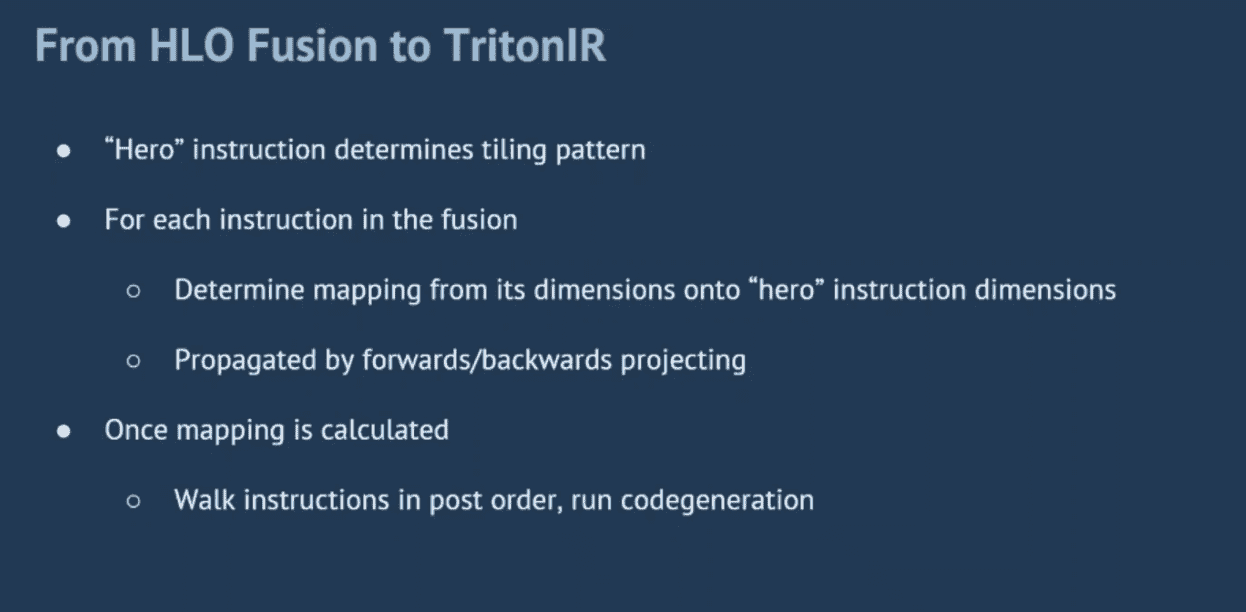 From HLO Fusion to TritonIR
● “Hero” instruction determines tiling pattern
● For each instruction in the fusion
○ Determine mapping from its dimensions onto “hero” instruction dimensions
○ Propagated by forwards/backwards projecting
● Once mapping is calculated
○ Walk instructions in post order, run codegeneration